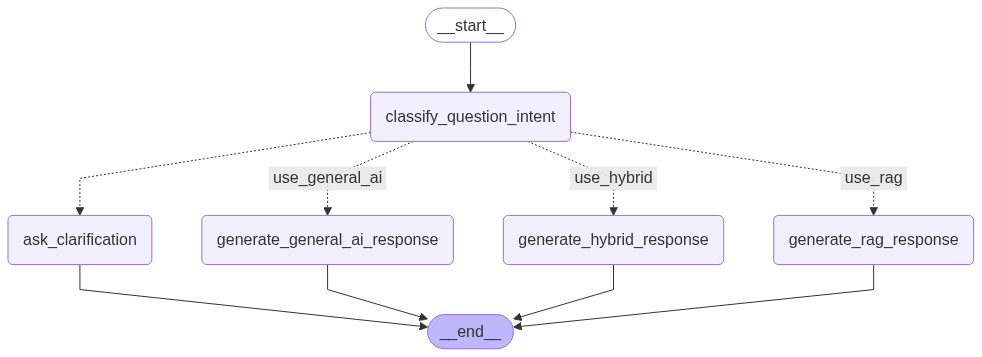 __start__
classify_question_intent
use_general_ai
use_hybrid
use_rag
ask_clarification
generate_general_ai_response
generate_hybrid_response
generate_rag_response
__end__